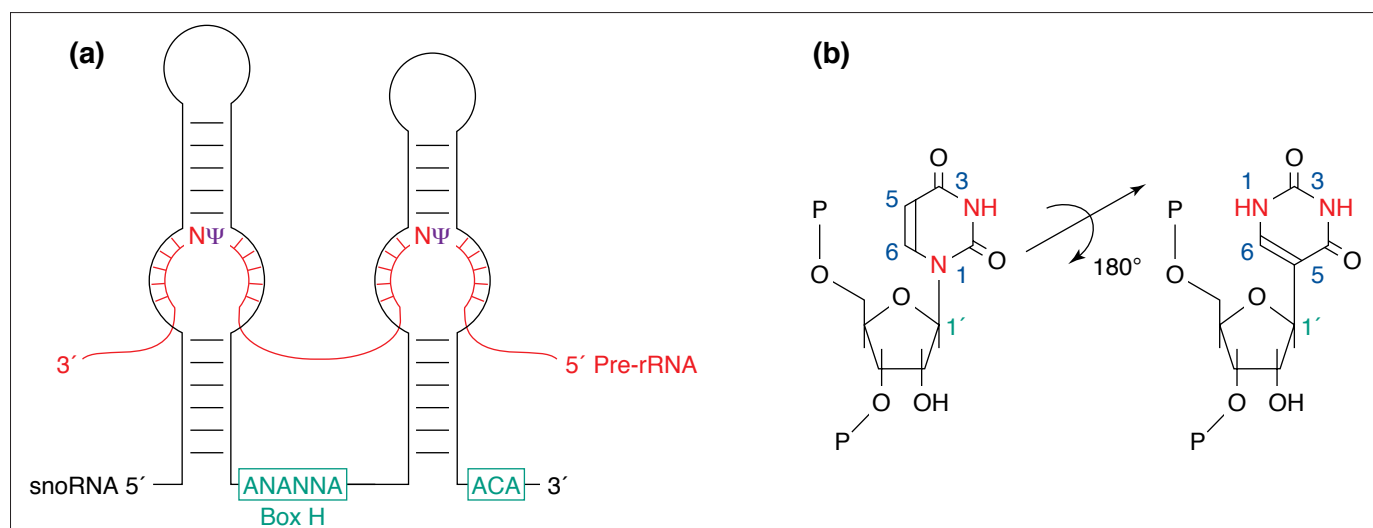 (a)
NΨ
NΨ
3´
5´ Pre-rRNA
snoRNA 5´
ANANNA
ACA
3´
Box H
(b)
O
5
3
NH
6
N
1
O
P
O
O
1´
O
OH
P
180°
O
1
3
HN
NH
6
5
O
P
O
O
1´
O
OH
P